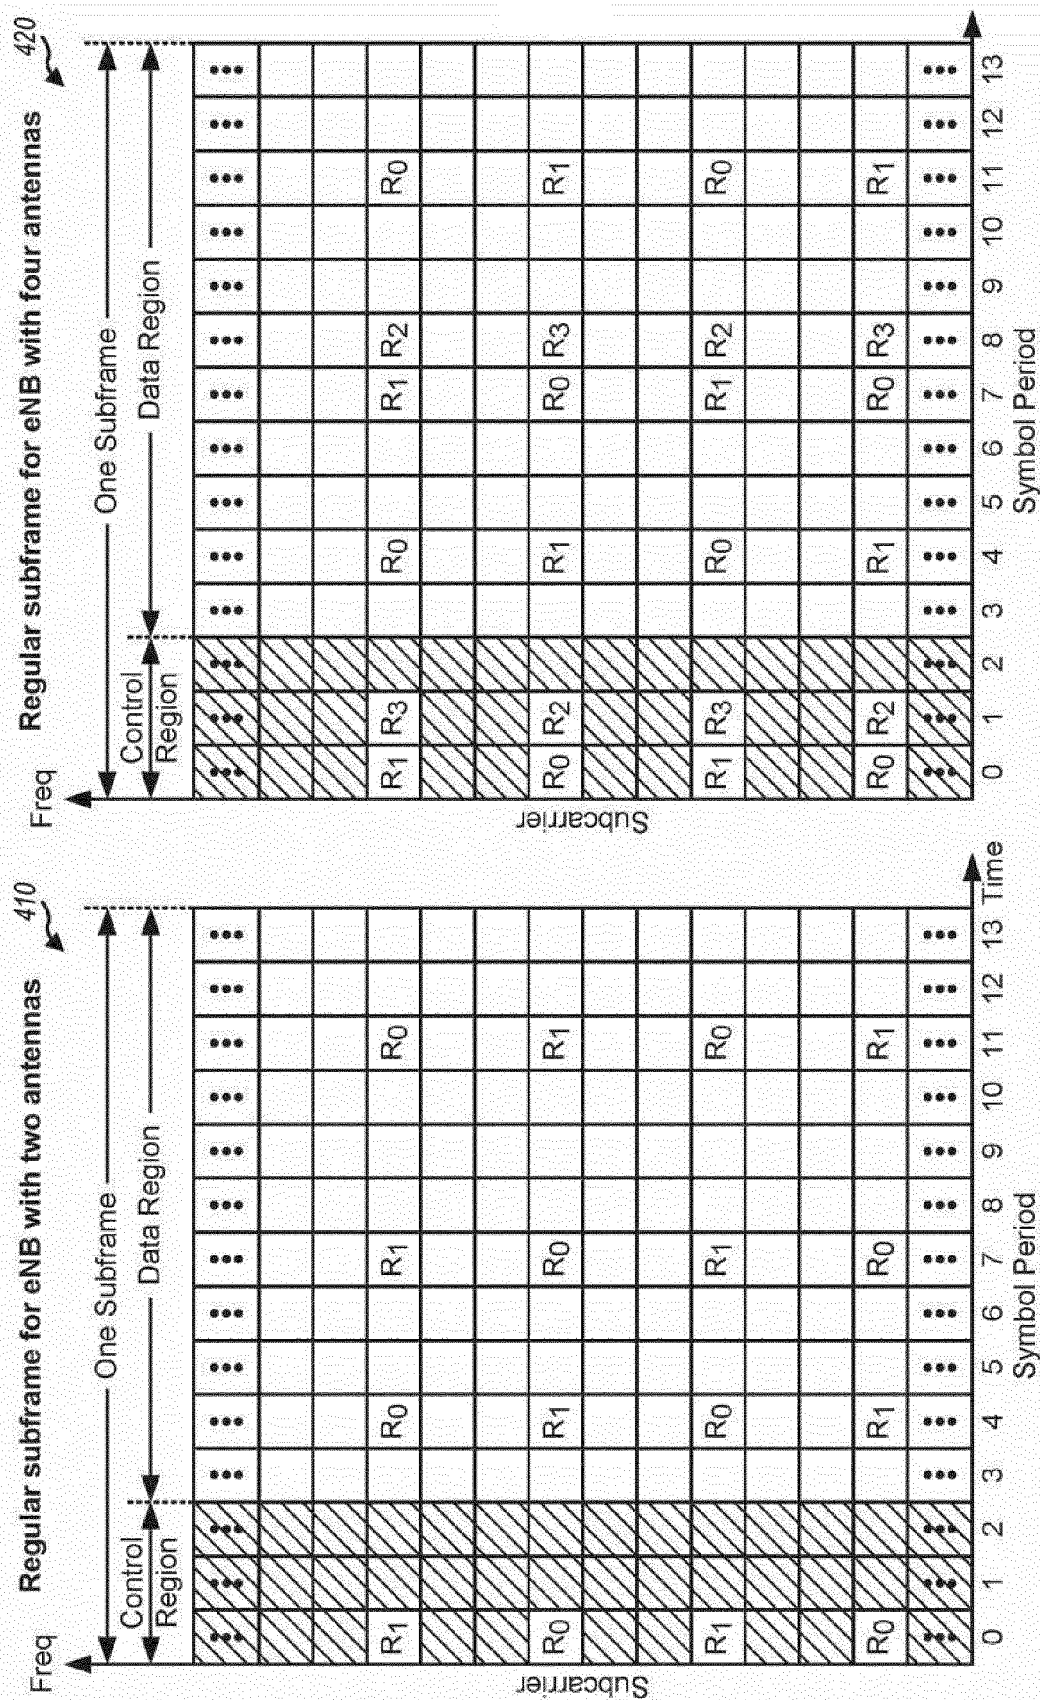 Regular subframe for eNB with two antennas
410
Freq
One Subframe
Control
Region
Data Region
•••	•••	•••	•••	•••	•••	•••	•••	•••	•••	•••	•••	•••	•••
R1 R0 R1 R0
R0 R1 R0 R1
R1 R0 R1 R0
R0 R1 R0 R1
Subcarrier
0 1 2 3 4 5 6 7 8 9 10 11 12 13
Time
Symbol Period
Regular subframe for eNB with four antennas
420
Freq
One Subframe
Control
Region
Data Region
•••	•••	•••	•••	•••	•••	•••	•••	•••	•••	•••	•••	•••	•••
R1 R3 R0 R1 R2 R0
R0 R2 R1 R0 R3 R1
R1 R3 R0 R1 R2 R0
R0 R2 R1 R0 R3 R1
Subcarrier
0 1 2 3 4 5 6 7 8 9 10 11 12 13
Symbol Period